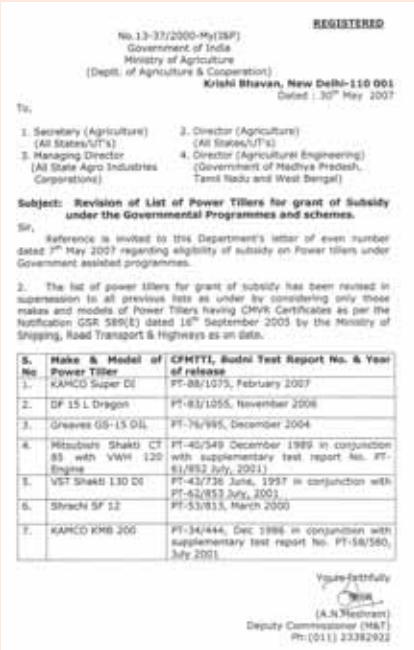 REGISTERED
No.13-37/2000-My(I&P)
Government of India
Ministry of Agriculture
(Deptt. of Agriculture & Cooperation)
Krishi Bhavan, New Delhi-110 001
Dated : 30th May 2007
To,
1. Secretary (Agriculture) 2. Director (Agriculture)
(All States/UT's) (All States/UT's)
3. Managing Director 4. Director (Agricultural Engineering)
(All State Agro Industries (Government of Madhya Pradesh,
Corporations) Tamil Nadu and West Bengal)
Subject: Revision of List of Power Tillers for grant of Subsidy
under the Governmental Programmes and schemes.
Sir,
Reference is invited to this Department's letter of even number
dated 7th May 2007 regarding eligibility of subsidy on Power tillers under
Government assisted programmes.
2. The list of power tillers for grant of subsidy has been revised in
supersession to all previous lists as under by considering only those
makes and models of Power Tillers having CMVR Certificates as per the
Notification GSR 589(E) dated 16th September 2005 by the Ministry of
Shipping, Road Transport & Highways as on date.
S. Make & Model of CFMTTI, Budni Test Report No. & Year
No Power Tiller of release
1. KAMCO Super DI PT-88/1075, February 2007
2. DF 15 L Dragon PT-83/1055, November 2006
3. Greaves GS-15 DIL PT-76/995, December 2004
4. Mitsubishi Shakti CT PT-40/549 December 1989 in conjunction
85 with VWH 120 with supplementary test report No. PT-
Engine 61/852 July, 2001)
5. VST Shakti 130 DI PT-43/736 June, 1997 in conjunction with
PT-62/853 July, 2001
6. Shrachi SF 12 PT-53/813, March 2000
7. KAMCO KMB 200 PT-34/444, Dec 1986 in conjunction with
supplementary test report No. PT-58/580,
July 2001
Yours faithfully
(A.N.Meshram)
Deputy Commissioner (M&T)
Ph:(011) 23382922